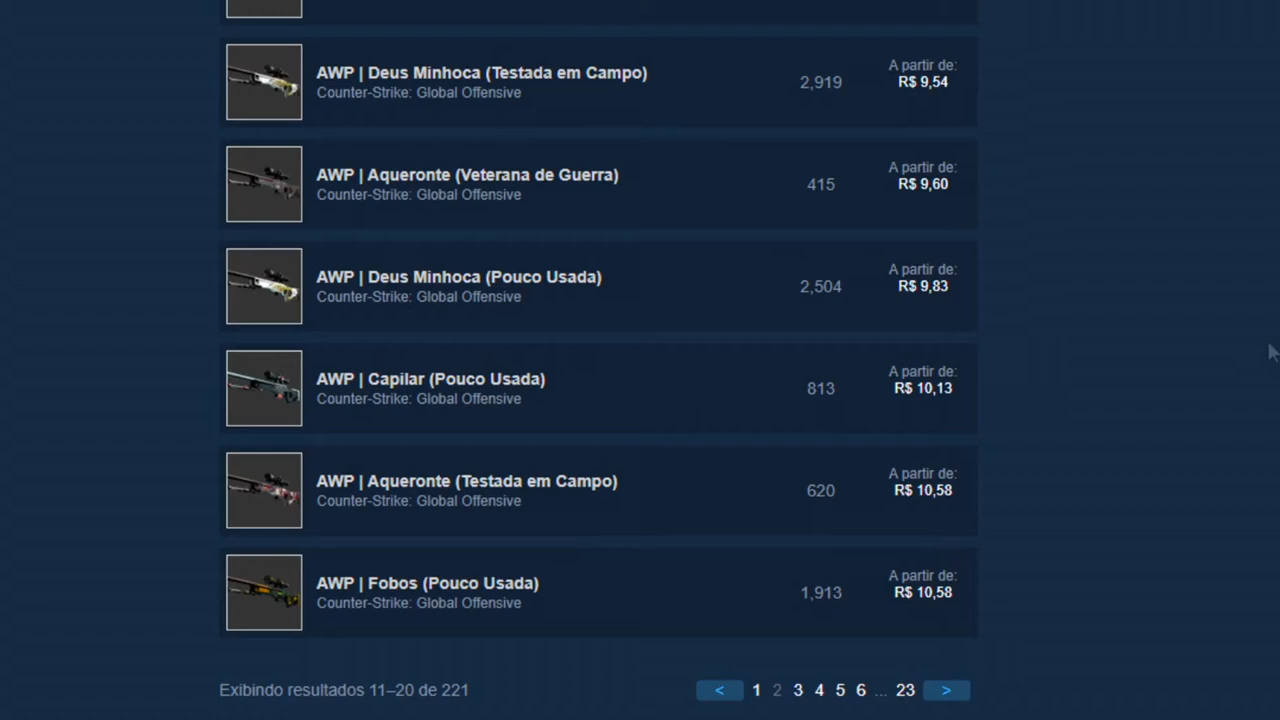 AWP | Deus Minhoca (Testada em Campo)
Counter-Strike: Global Offensive
2,919
A partir de:
R$ 9,54
AWP | Aqueronte (Veterana de Guerra)
Counter-Strike: Global Offensive
415
A partir de:
R$ 9,60
AWP | Deus Minhoca (Pouco Usada)
Counter-Strike: Global Offensive
2,504
A partir de:
R$ 9,83
AWP | Capilar (Pouco Usada)
Counter-Strike: Global Offensive
813
A partir de:
R$ 10,13
AWP | Aqueronte (Testada em Campo)
Counter-Strike: Global Offensive
620
A partir de:
R$ 10,58
AWP | Fobos (Pouco Usada)
Counter-Strike: Global Offensive
1,913
A partir de:
R$ 10,58
Exibindo resultados 11–20 de 221
< 1 2 3 4 5 6 ... 23 >